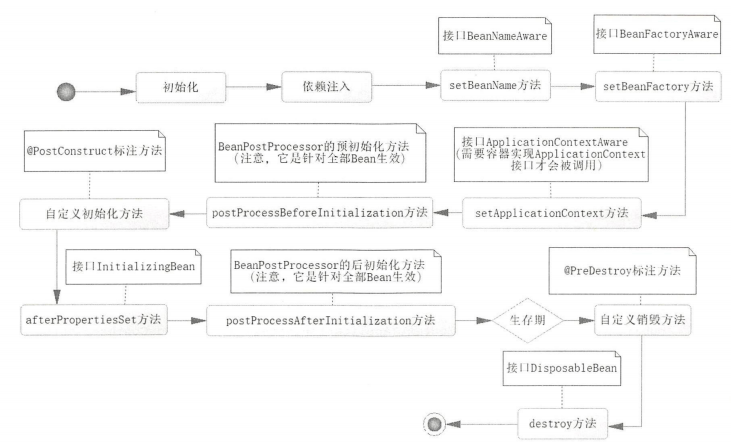 接口BeanNameAware
接口BeanFactoryAware
初始化
依赖注入
setBeanName方法
setBeanFactory方法
@PostConstruct标注方法
BeanPostProcessor的预初始化方法
(注意，它是针对全部Bean生效)
接口ApplicationContextAware
(需要容器实现ApplicationContext
接口才会被调用)
自定义初始化方法
postProcessBeforeInitialization方法
setApplicationContext方法
接口InitializingBean
BeanPostProcessor的后初始化方法
(注意，它是针对全部Bean生效)
@PreDestroy标注方法
afterPropertiesSet方法
postProcessAfterInitialization方法
生存期
自定义销毁方法
接口DisposableBean
destroy方法